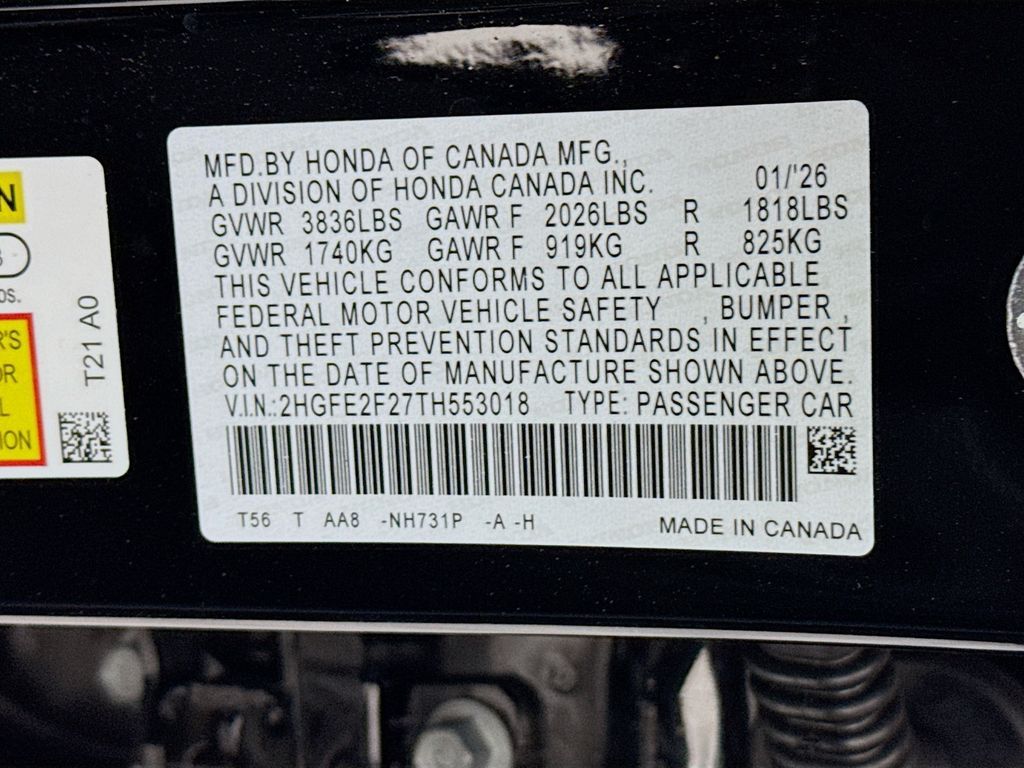 MFD.BY HONDA OF CANADA MFG.,
A DIVISION OF HONDA CANADA INC. 01/'26
GVWR 3836LBS GAWR F 2026LBS R 1818LBS
GVWR 1740KG GAWR F 919KG R 825KG
THIS VEHICLE CONFORMS TO ALL APPLICABLE
FEDERAL MOTOR VEHICLE SAFETY , BUMPER ,
AND THEFT PREVENTION STANDARDS IN EFFECT
ON THE DATE OF MANUFACTURE SHOWN ABOVE.
V.I.N.:2HGFE2F27TH553018 TYPE: PASSENGER CAR
T56 T AA8 -NH731P -A -H MADE IN CANADA
T21 A0